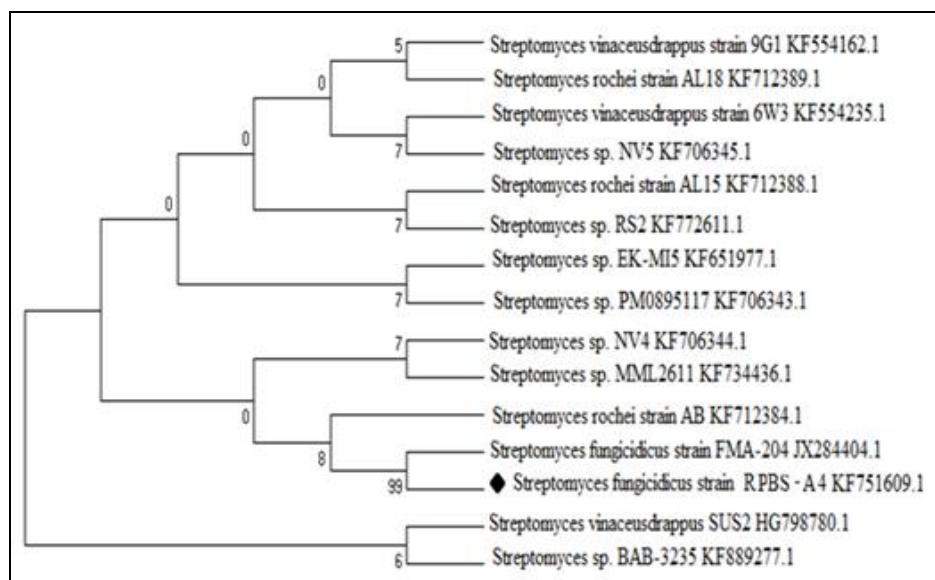 5
Streptomyces vinaceusdrappus strain 9G1 KF554162.1
0
Streptomyces rochei strain AL18 KF712389.1
0
Streptomyces vinaceusdrappus strain 6W3 KF554235.1
7
Streptomyces sp. NV5 KF706345.1
0
Streptomyces rochei strain AL15 KF712388.1
7
Streptomyces sp. RS2 KF772611.1
Streptomyces sp. EK-MI5 KF651977.1
7
Streptomyces sp. PM0895117 KF706343.1
7
Streptomyces sp. NV4 KF706344.1
Streptomyces sp. MML2611 KF734436.1
0
Streptomyces rochei strain AB KF712384.1
8
Streptomyces fungicidicus strain FMA-204 JX284404.1
99
Streptomyces fungicidicus strain RPBS-A4 KF751609.1
Streptomyces vinaceusdrappus SUS2 HG798780.1
6
Streptomyces sp. BAB-3235 KF889277.1